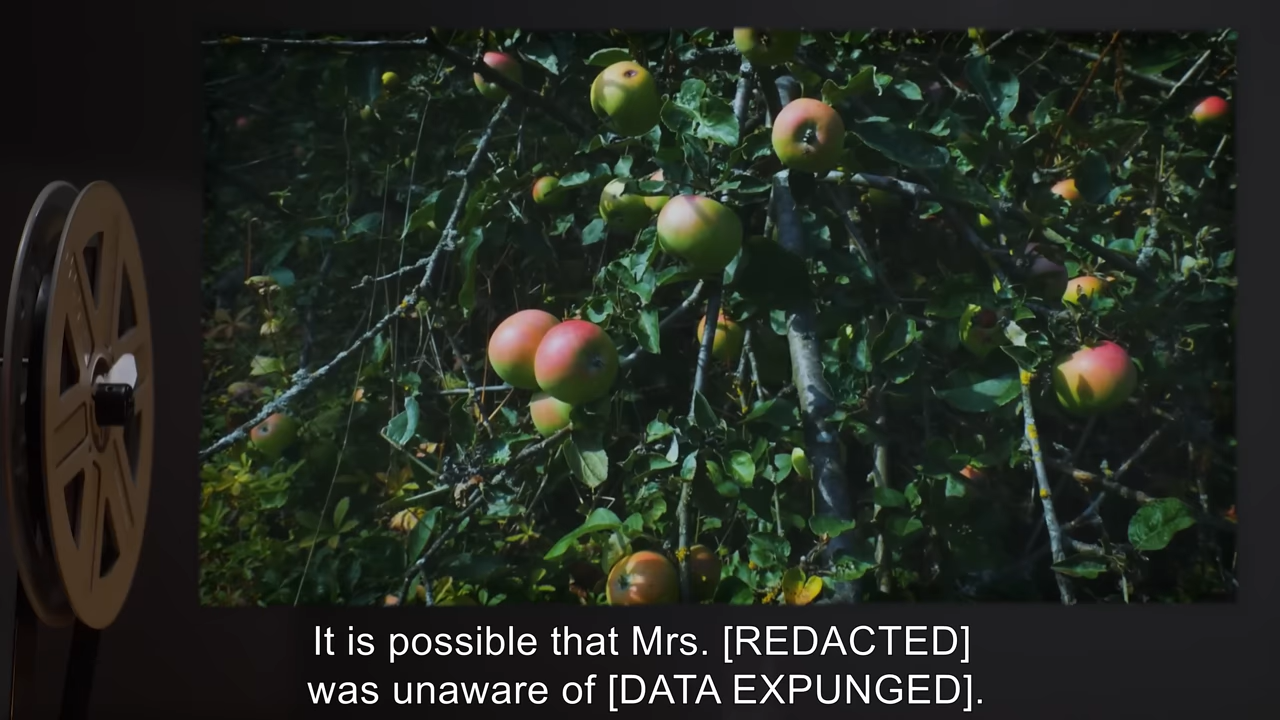 It is possible that Mrs. [REDACTED]
was unaware of [DATA EXPUNGED].